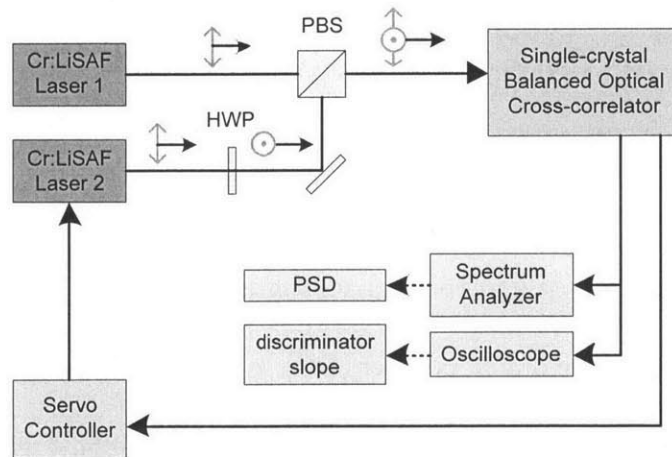 PBS
Cr:LiSAF
Laser 1
Single-crystal
Balanced Optical
Cross-correlator
HWP
Cr:LiSAF
Laser 2
PSD
Spectrum
Analyzer
discriminator
slope
Oscilloscope
Servo
Controller